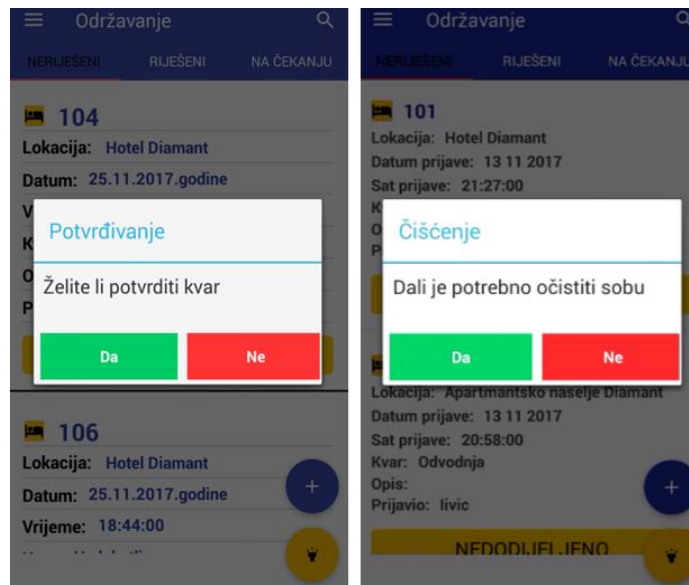 Održavanje
NERIJEŠENI RIJEŠENI NA ČEKANJU
104
Lokacija: Hotel Diamant
Datum: 25.11.2017.godine
Potvrđivanje
Želite li potvrditi kvar
Da Ne
106
Lokacija: Hotel Diamant
Datum: 25.11.2017.godine
Vrijeme: 18:44:00
Održavanje
NERIJEŠENI RIJEŠENI NA ČEKANJU
101
Lokacija: Hotel Diamant
Datum prijave: 13 11 2017
Sat prijave: 21:27:00
Čišćenje
Dali je potrebno očistiti sobu
Da Ne
Lokacija: Apartmantsko naselje Diamant
Datum prijave: 13 11 2017
Sat prijave: 20:58:00
Kvar: Odvodnja
Opis:
Prijavio: livic
NEDODIJELJENO